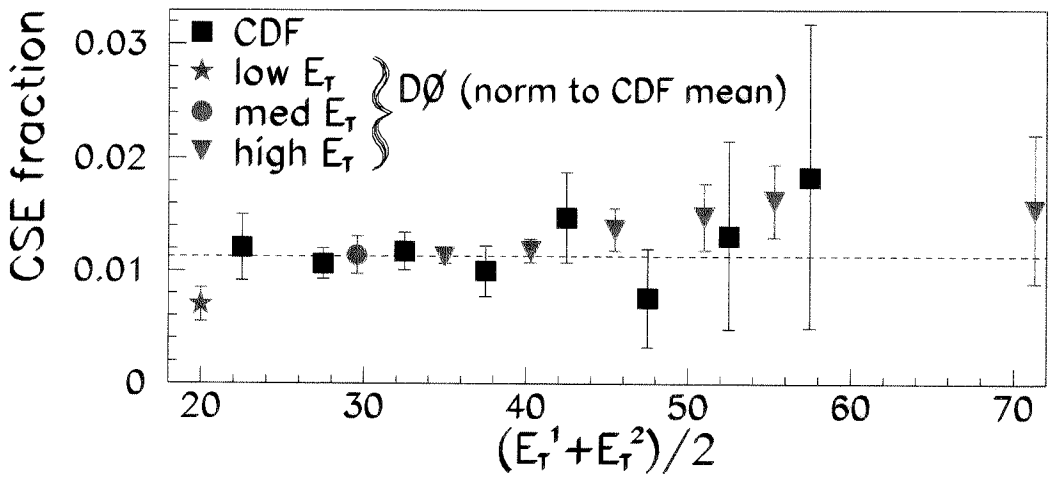 CDF
low E_T
med E_T
high E_T
DØ (norm to CDF mean)
CSE fraction
0.03
0.02
0.01
0
20 30 40 50 60 70
(E_T^1+E_T^2)/2